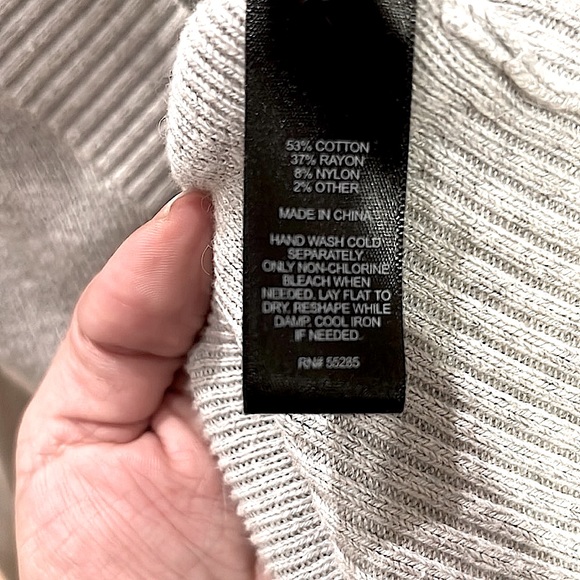 53% COTTON
37% RAYON
8% NYLON
2% OTHER
MADE IN CHINA
HAND WASH COLD
SEPARATELY.
ONLY NON-CHLORINE
BLEACH WHEN
NEEDED. LAY FLAT TO
DRY. RESHAPE WHILE
DAMP. COOL IRON
IF NEEDED.
RN# 55285